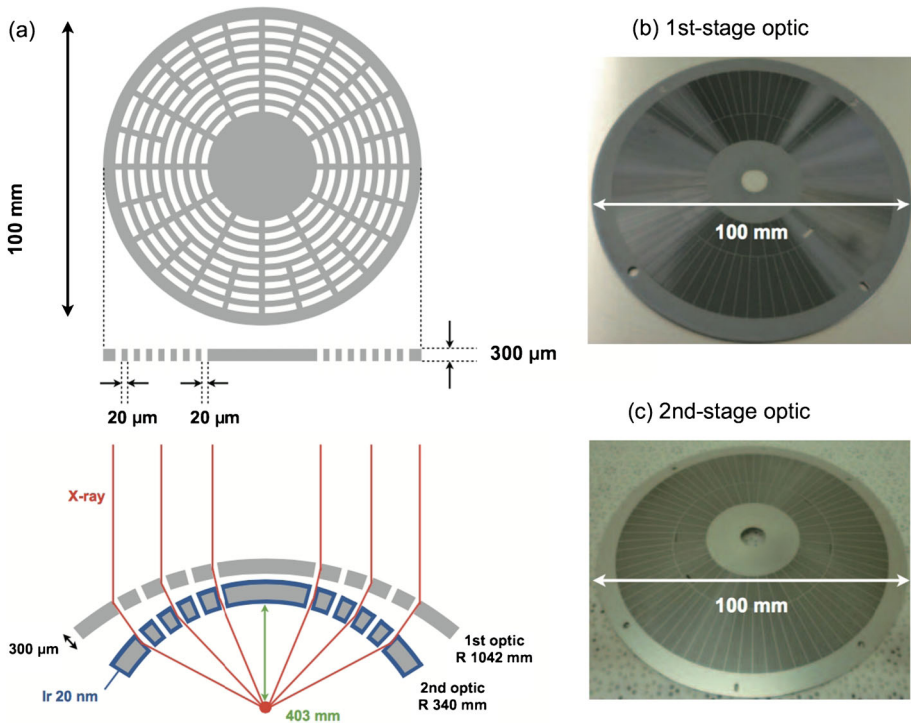 (a)
100 mm
300 µm
20 µm
20 µm
X-ray
300 µm
Ir 20 nm
1st optic
R 1042 mm
2nd optic
R 340 mm
403 mm
(b) 1st-stage optic
100 mm
(c) 2nd-stage optic
100 mm